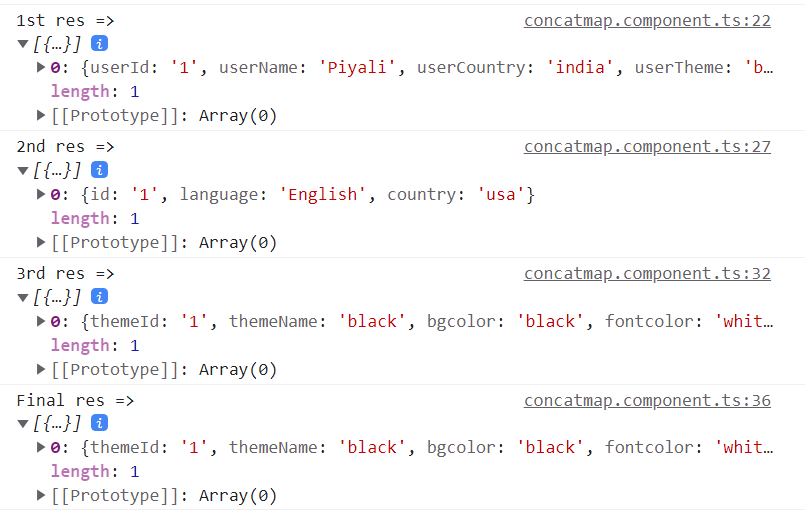 1st res => concatmap.component.ts:22
▼[{…}] i
▶0: {userId: '1', userName: 'Piyali', userCountry: 'india', userTheme: 'b…
length: 1
▶[[Prototype]]: Array(0)
2nd res => concatmap.component.ts:27
▼[{…}] i
▶0: {id: '1', language: 'English', country: 'usa'}
length: 1
▶[[Prototype]]: Array(0)
3rd res => concatmap.component.ts:32
▼[{…}] i
▶0: {themeId: '1', themeName: 'black', bgcolor: 'black', fontcolor: 'whit…
length: 1
▶[[Prototype]]: Array(0)
Final res => concatmap.component.ts:36
▼[{…}] i
▶0: {themeId: '1', themeName: 'black', bgcolor: 'black', fontcolor: 'whit…
length: 1
▶[[Prototype]]: Array(0)